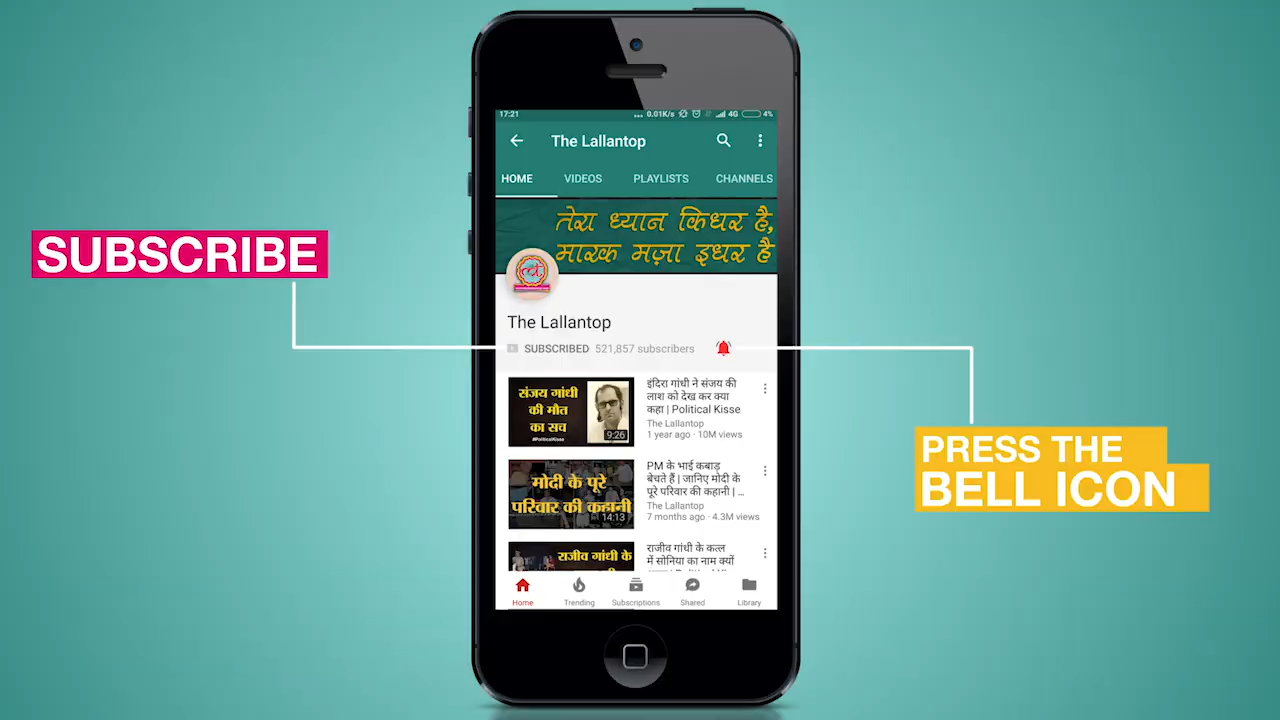 17:21 ... 0.01K/s 4G 4%
The Lallantop
HOME VIDEOS PLAYLISTS CHANNELS
तेरा ध्यान किधर है,
मारक मज़ा इधर है
SUBSCRIBE
The Lallantop
SUBSCRIBED 521,857 subscribers
संजय गांधी
की मौत
का सच
#PoliticalKisse
9:26
इंदिरा गांधी ने संजय की
लाश को देख कर क्या
कहा | Political Kisse
The Lallantop
1 year ago · 10M views
PRESS THE
BELL ICON
मोदी के पूरे
परिवार की कहानी
14:13
PM के भाई कबाड़
बेचते हैं | जानिए मोदी के
पूरे परिवार की कहानी | ...
The Lallantop
7 months ago · 4.3M views
राजीव गांधी के
राजीव गांधी के कत्ल
में सोनिया का नाम क्यों
Home Trending Subscriptions Shared Library